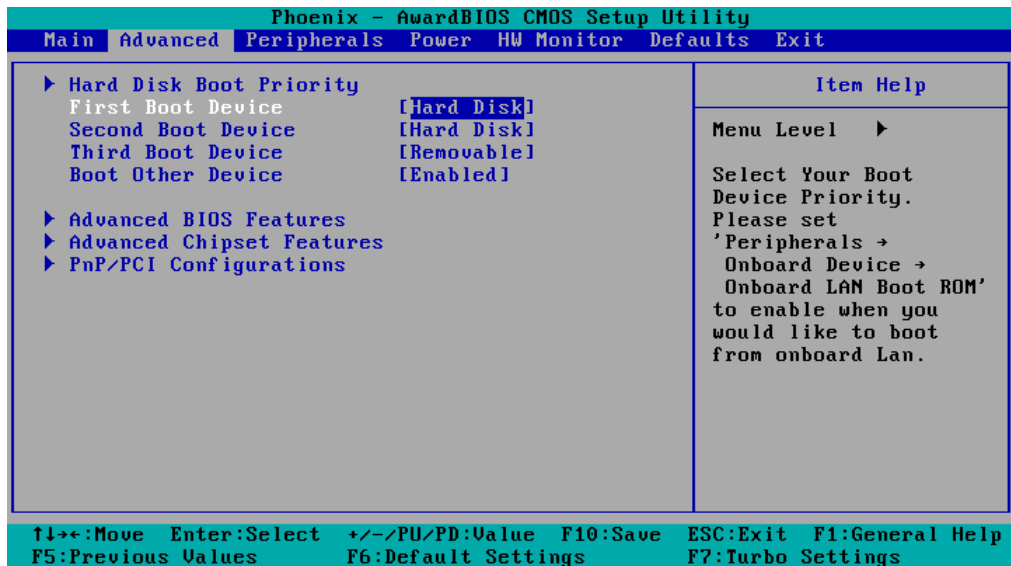 Phoenix - AwardBIOS CMOS Setup Utility
Main Advanced Peripherals Power HW Monitor Defaults Exit
Hard Disk Boot Priority
First Boot Device [Hard Disk]
Second Boot Device [Hard Disk]
Third Boot Device [Removable]
Boot Other Device [Enabled]
Advanced BIOS Features
Advanced Chipset Features
PnP/PCI Configurations
Item Help
Menu Level
Select Your Boot
Device Priority.
Please set
'Peripherals →
Onboard Device →
Onboard LAN Boot ROM'
to enable when you
would like to boot
from onboard Lan.
↑↓→←:Move Enter:Select +/-/PU/PD:Value F10:Save ESC:Exit F1:General Help
F5:Previous Values F6:Default Settings F7:Turbo Settings